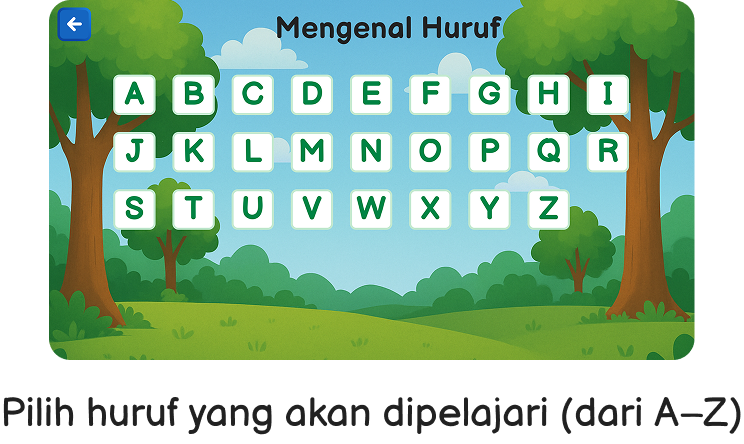 Mengenal Huruf
A B C D E F G H I
J K L M N O P Q R
S T U V W X Y Z
Pilih huruf yang akan dipelajari (dari A–Z)